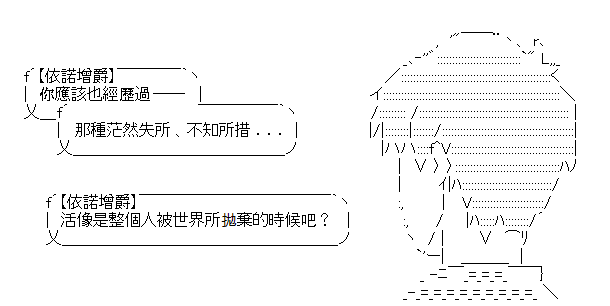 【依諾增爵】
你應該也經歷過——
那種茫然失所、不知所措...
【依諾增爵】
活像是整個人被世界所拋棄的時候吧？